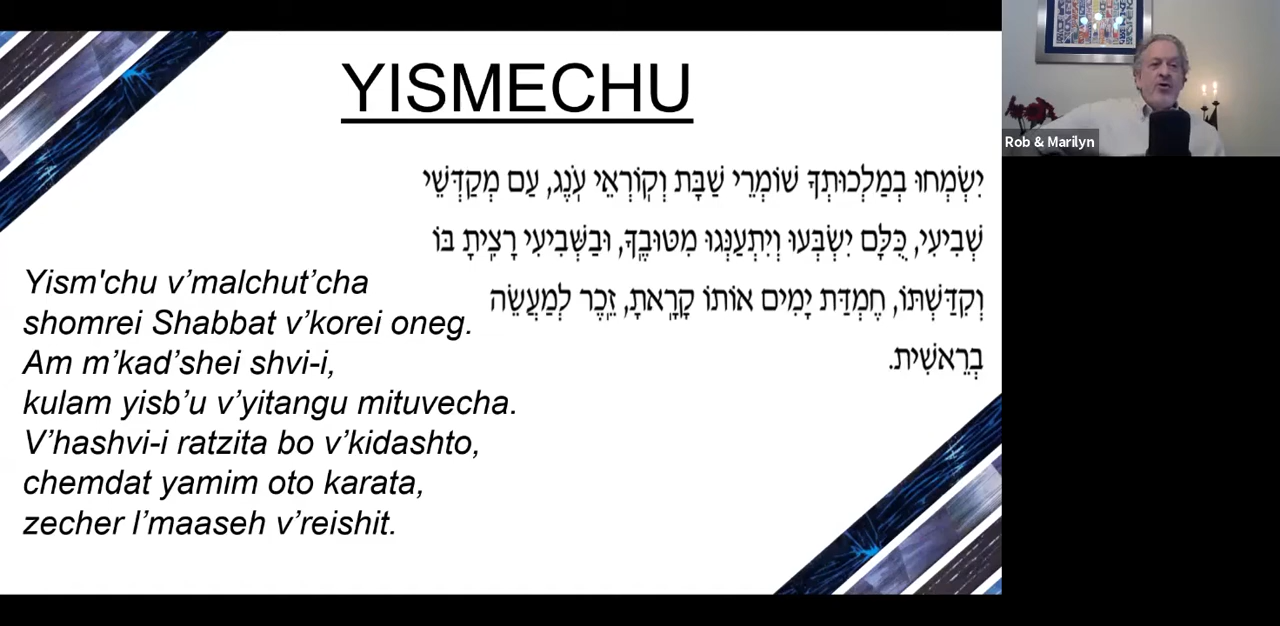 YISMECHU
יִשְׂמְחוּ בְמַלְכוּתְךָ שׁוֹמְרֵי שַׁבָּת וְקוֹרְאֵי עֹנֶג, עַם מְקַדְּשֵׁי
שְׁבִיעִי, כֻּלָּם יִשְׂבְּעוּ וְיִתְעַנְּגוּ מִטּוּבֶךָ, וּבַשְּׁבִיעִי רָצִיתָ בּוֹ
וְקִדַּשְׁתּוֹ, חֶמְדַּת יָמִים אוֹתוֹ קָרָאתָ, זֵכֶר לְמַעֲשֵׂה
בְרֵאשִׁית.
Yism'chu v’malchut’cha
shomrei Shabbat v’korei oneg.
Am m’kad’shei shvi-i,
kulam yisb’u v’yitangu mituvecha.
V’hashvi-i ratzita bo v’kidashto,
chemdat yamim oto karata,
zecher l’maaseh v’reishit.
Rob & Marilyn